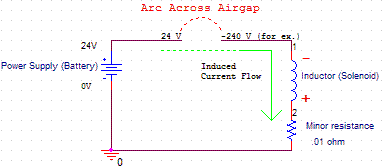 Arc Across Airgap
24V
24 V
-240 V (for ex.)
1
Power Supply (Battery)
+
-
0V
Induced
Current Flow
-
Inductor (Solenoid)
+
2
Minor resistance
.01 ohm
0